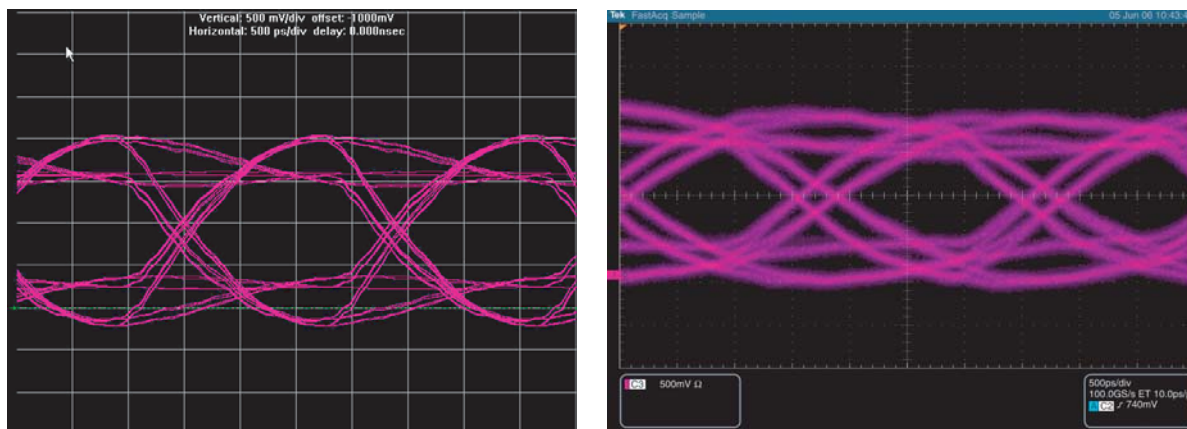 Vertical: 500 mV/div offset: -1000mV
Horizontal: 500 ps/div delay: 0.000nsec
Tek FastAcq Sample
05 Jun 06 10:43:4
C3 500mV Ω
500ps/div
100.0GS/s ET 10.0ps/
A C2 ∫ 740mV